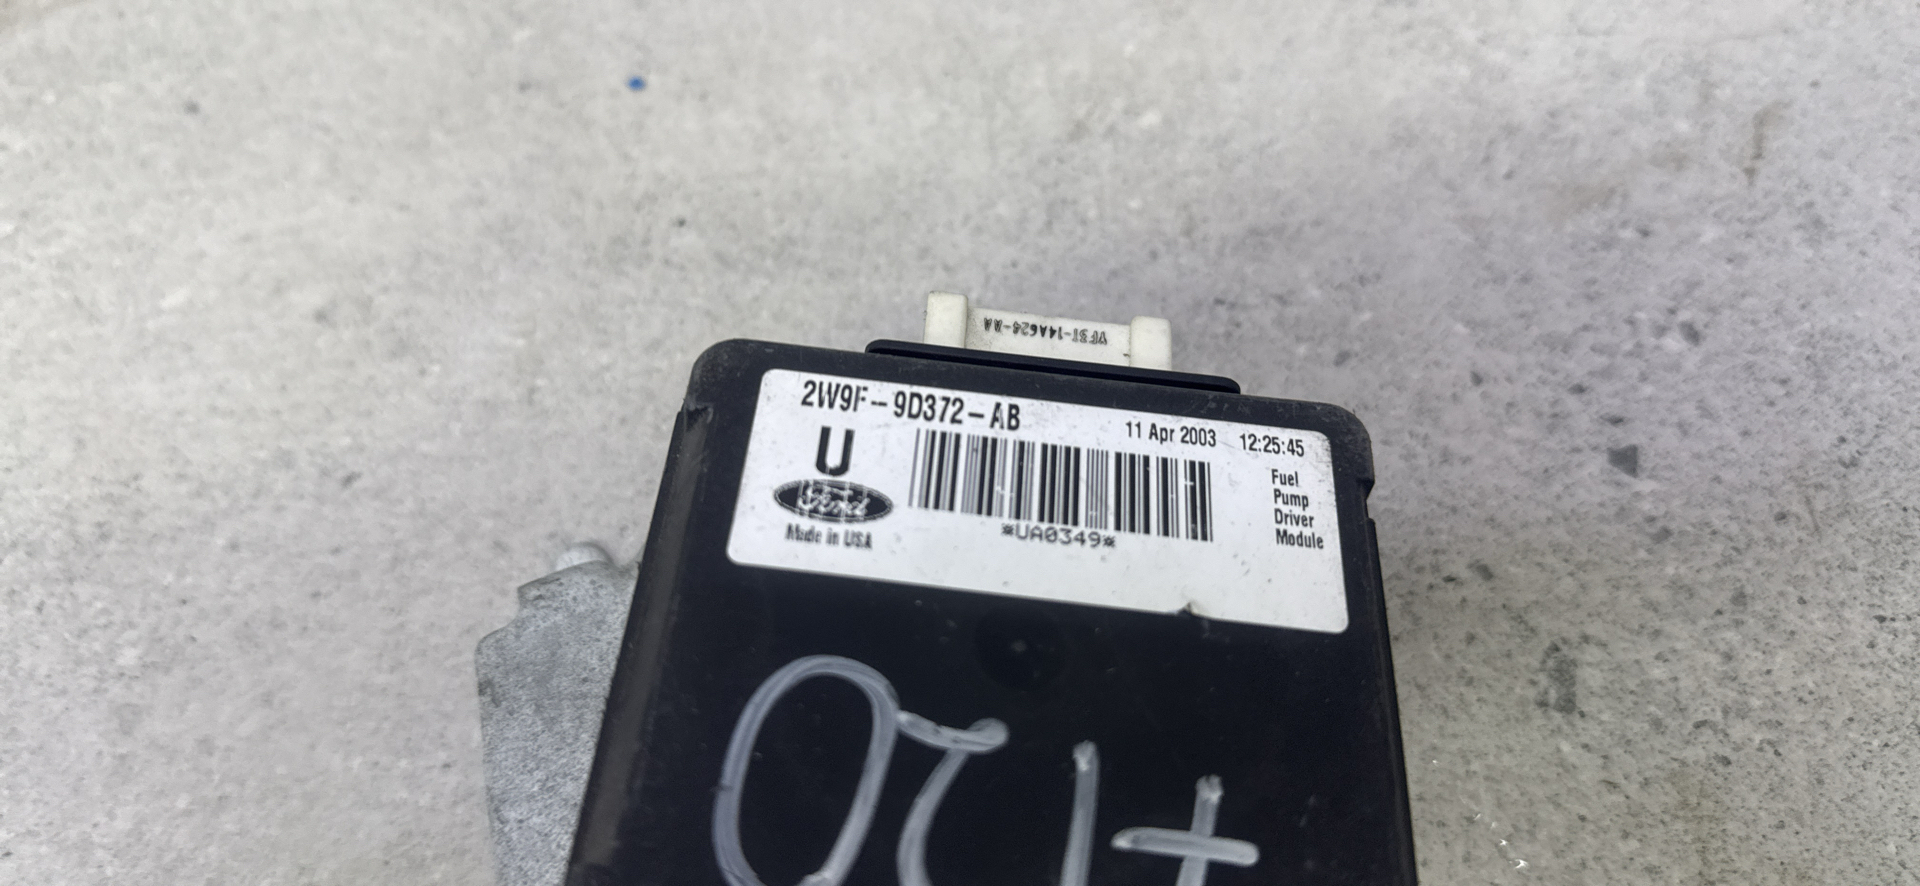 YF3T-14A624-AA
2W9F-9D372-AB
11 Apr 2003 12:25:45
U
Ford
Made in USA
*UA0349*
Fuel
Pump
Driver
Module